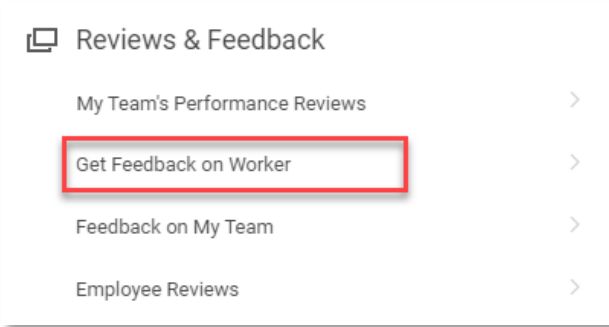 Reviews & Feedback
My Team's Performance Reviews
Get Feedback on Worker
Feedback on My Team
Employee Reviews